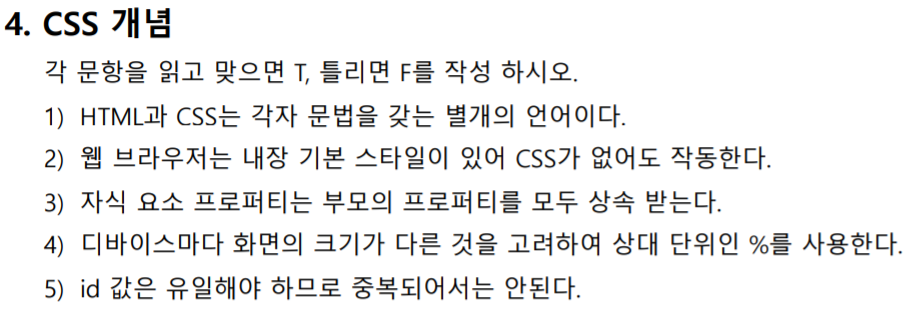 4. CSS 개념
각 문항을 읽고 맞으면 T, 틀리면 F를 작성 하시오.
1) HTML과 CSS는 각자 문법을 갖는 별개의 언어이다.
2) 웹 브라우저는 내장 기본 스타일이 있어 CSS가 없어도 작동한다.
3) 자식 요소 프로퍼티는 부모의 프로퍼티를 모두 상속 받는다.
4) 디바이스마다 화면의 크기가 다른 것을 고려하여 상대 단위인 %를 사용한다.
5) id 값은 유일해야 하므로 중복되어서는 안된다.